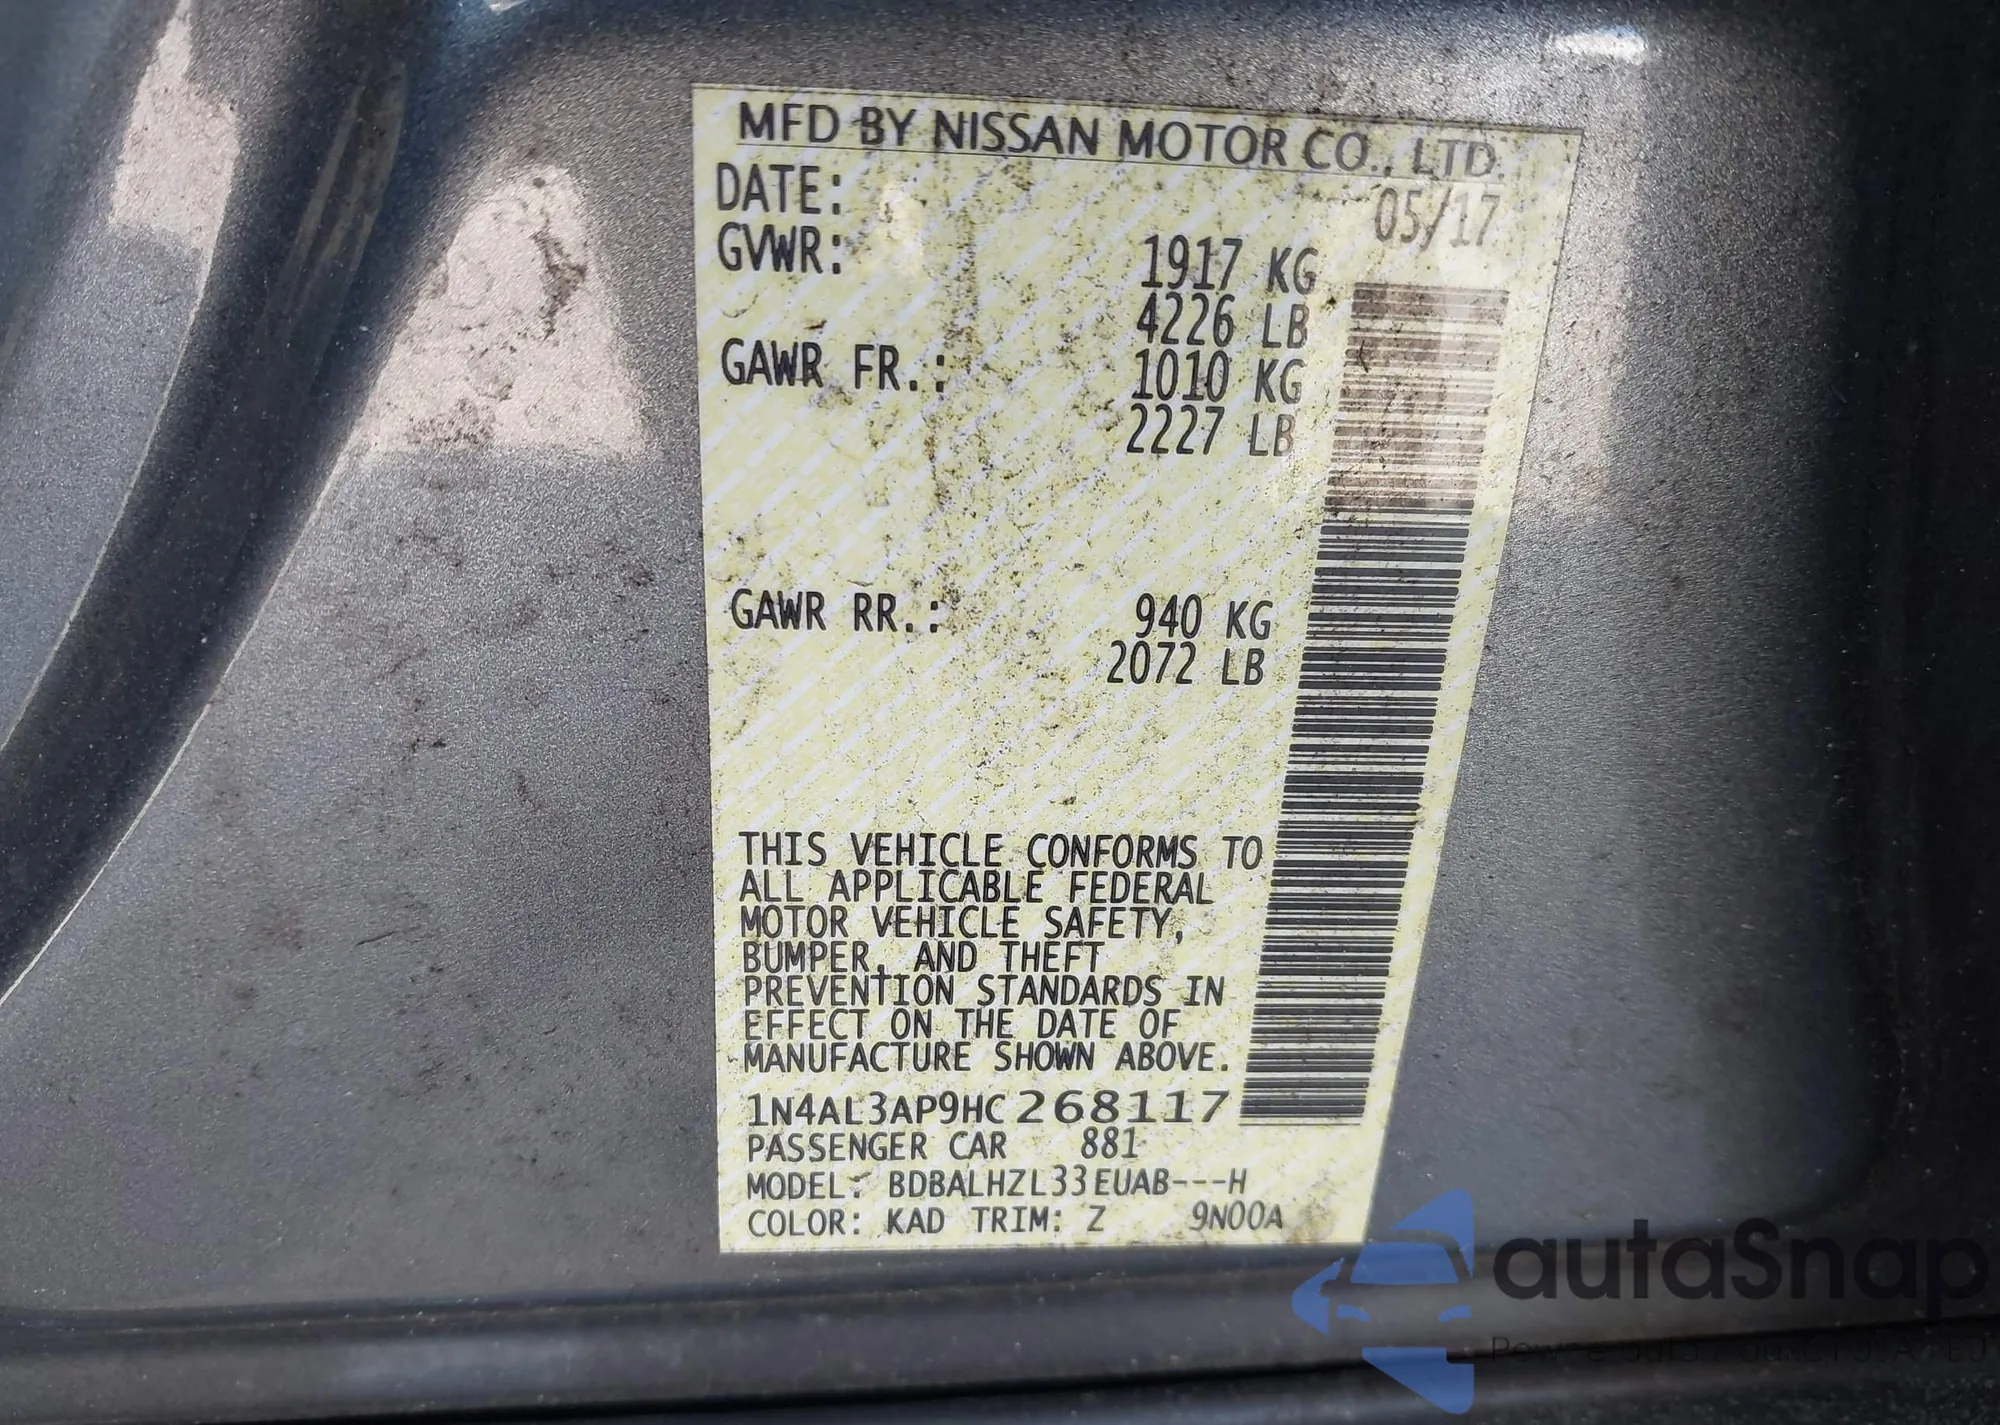 MFD BY NISSAN MOTOR CO., LTD.
DATE: 05/17
GVWR: 1917 KG
4226 LB
GAWR FR.: 1010 KG
2227 LB
GAWR RR.: 940 KG
2072 LB
THIS VEHICLE CONFORMS TO
ALL APPLICABLE FEDERAL
MOTOR VEHICLE SAFETY,
BUMPER, AND THEFT
PREVENTION STANDARDS IN
EFFECT ON THE DATE OF
MANUFACTURE SHOWN ABOVE.
1N4AL3AP9HC268117
PASSENGER CAR 881
MODEL: BDBALHZL33EUAB---H
COLOR: KAD TRIM: Z 9N00A
autaSnap